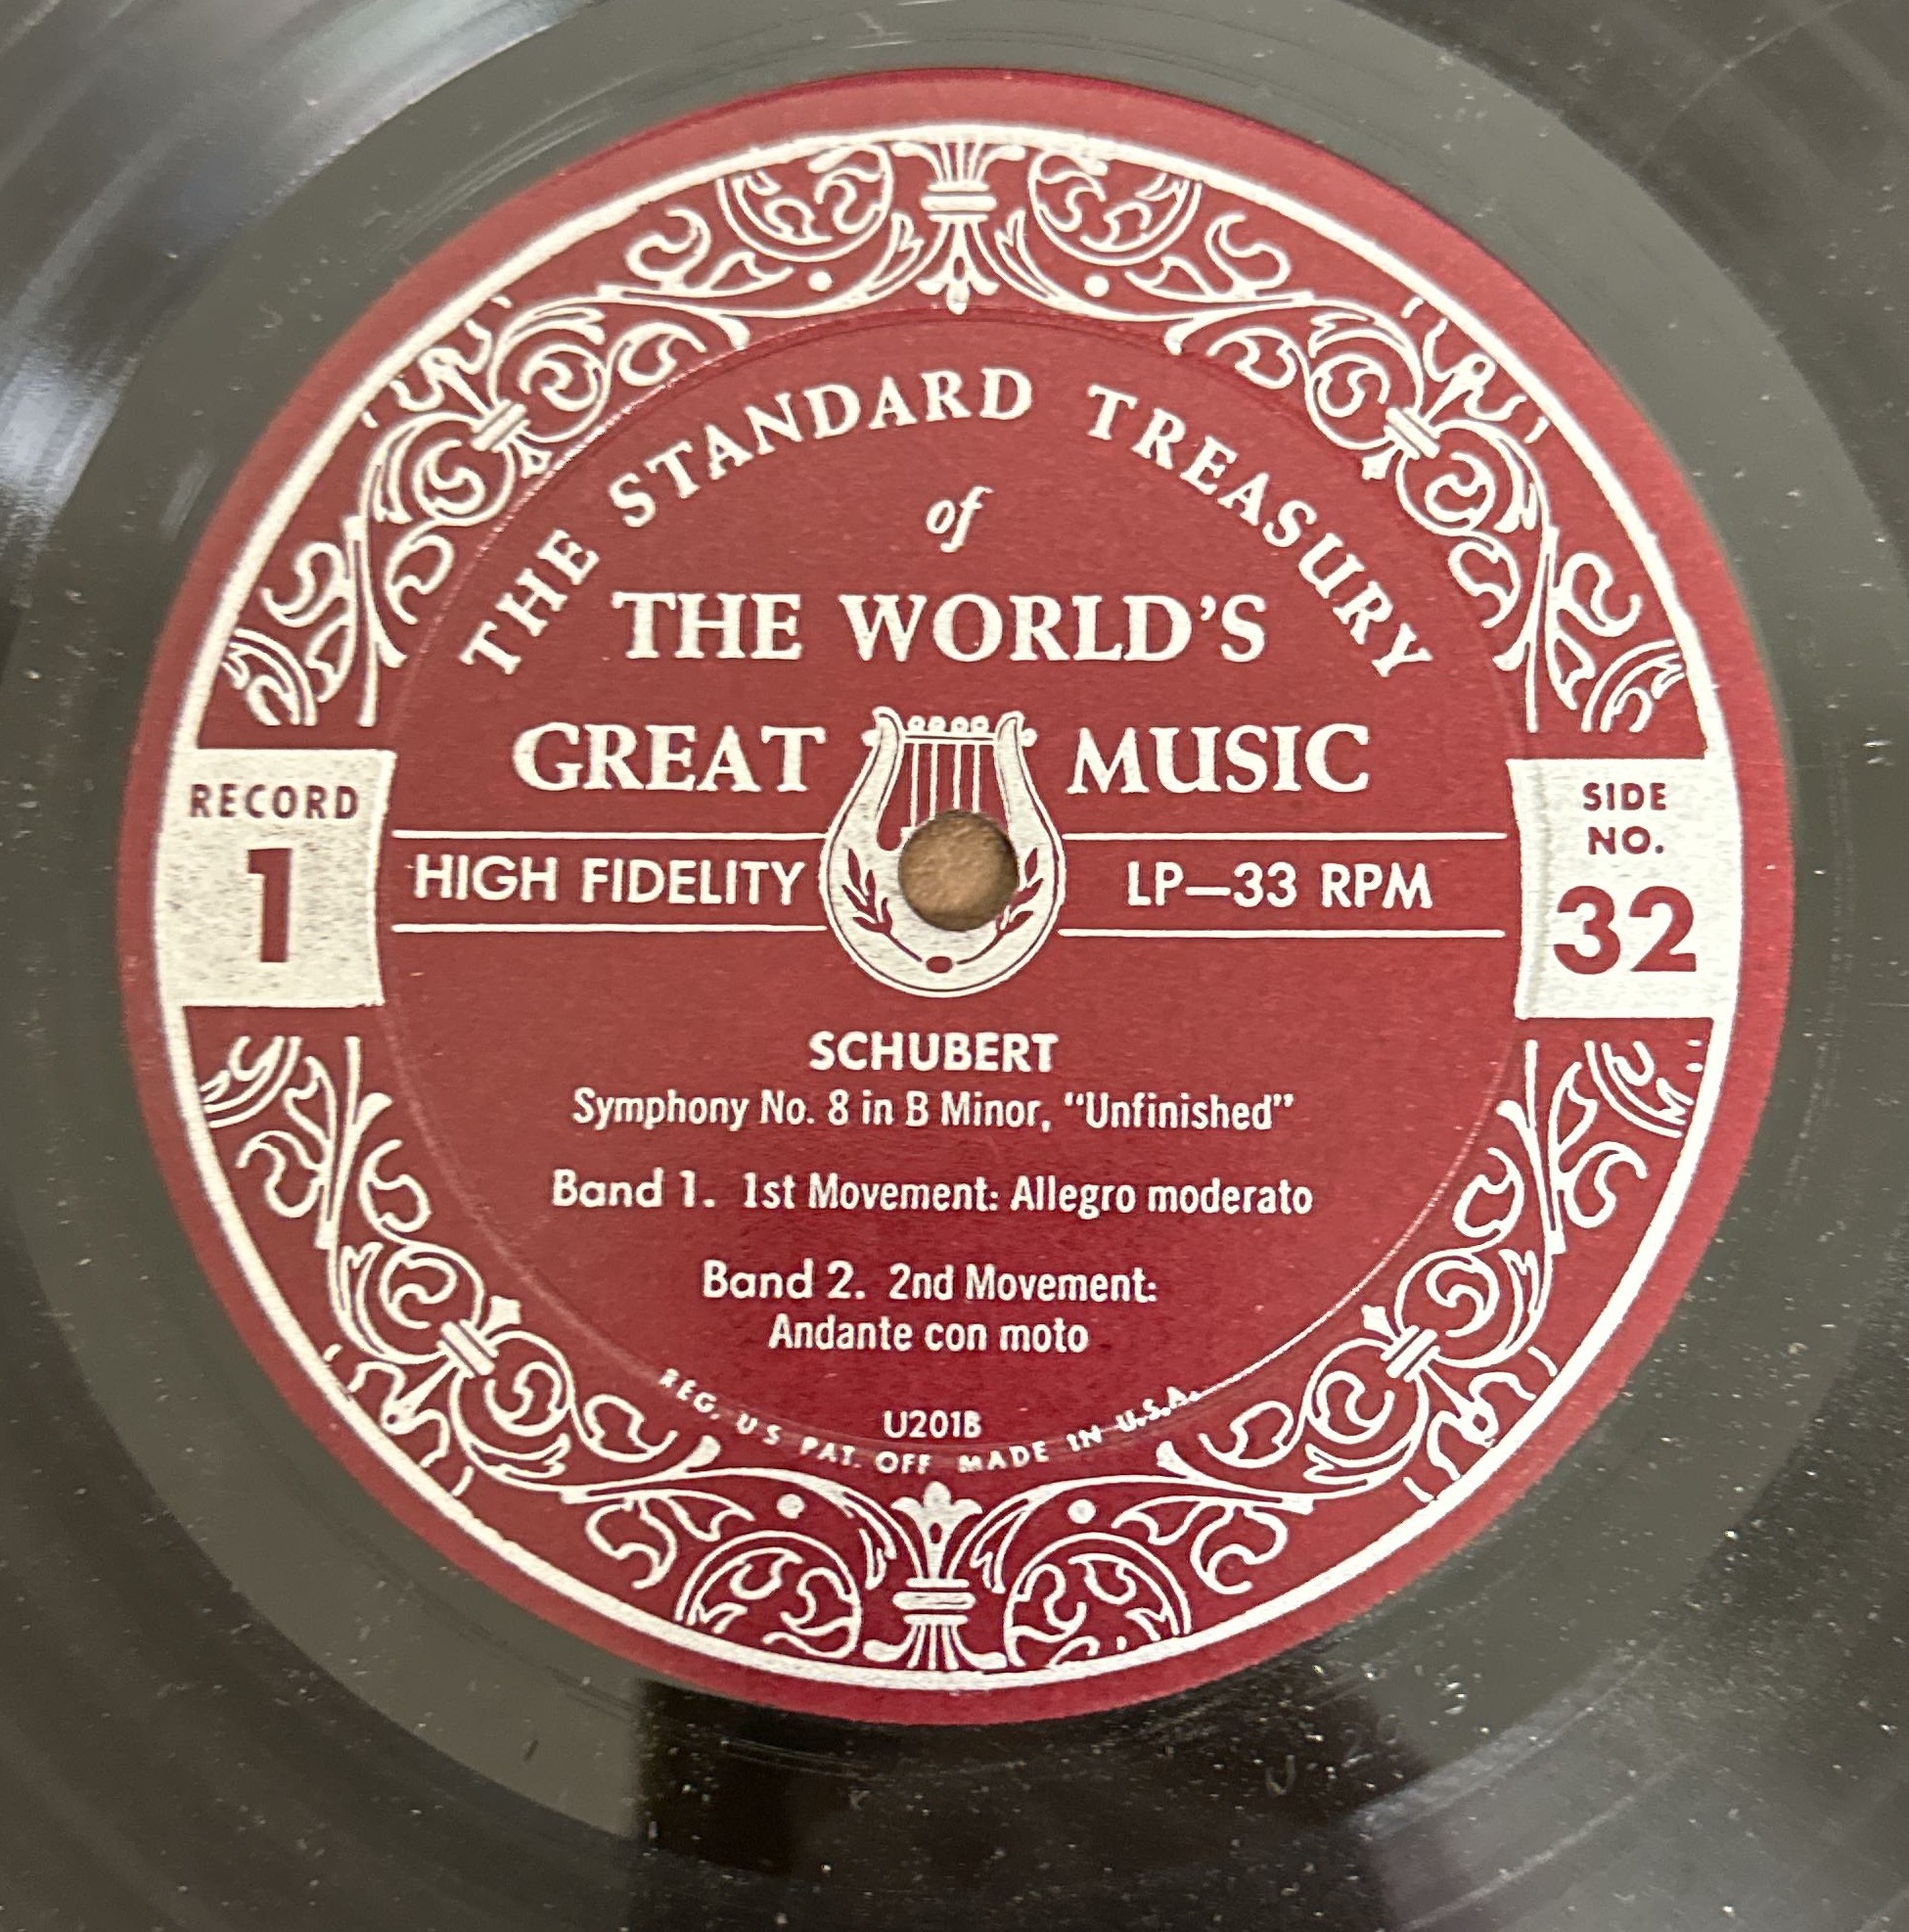 THE STANDARD TREASURY
of
THE WORLD'S
GREAT MUSIC
RECORD
1
HIGH FIDELITY
LP—33 RPM
SIDE
NO.
32
SCHUBERT
Symphony No. 8 in B Minor, "Unfinished"
Band 1. 1st Movement: Allegro moderato
Band 2. 2nd Movement:
Andante con moto
U201B
REG. U S PAT. OFF MADE IN U.S.A.